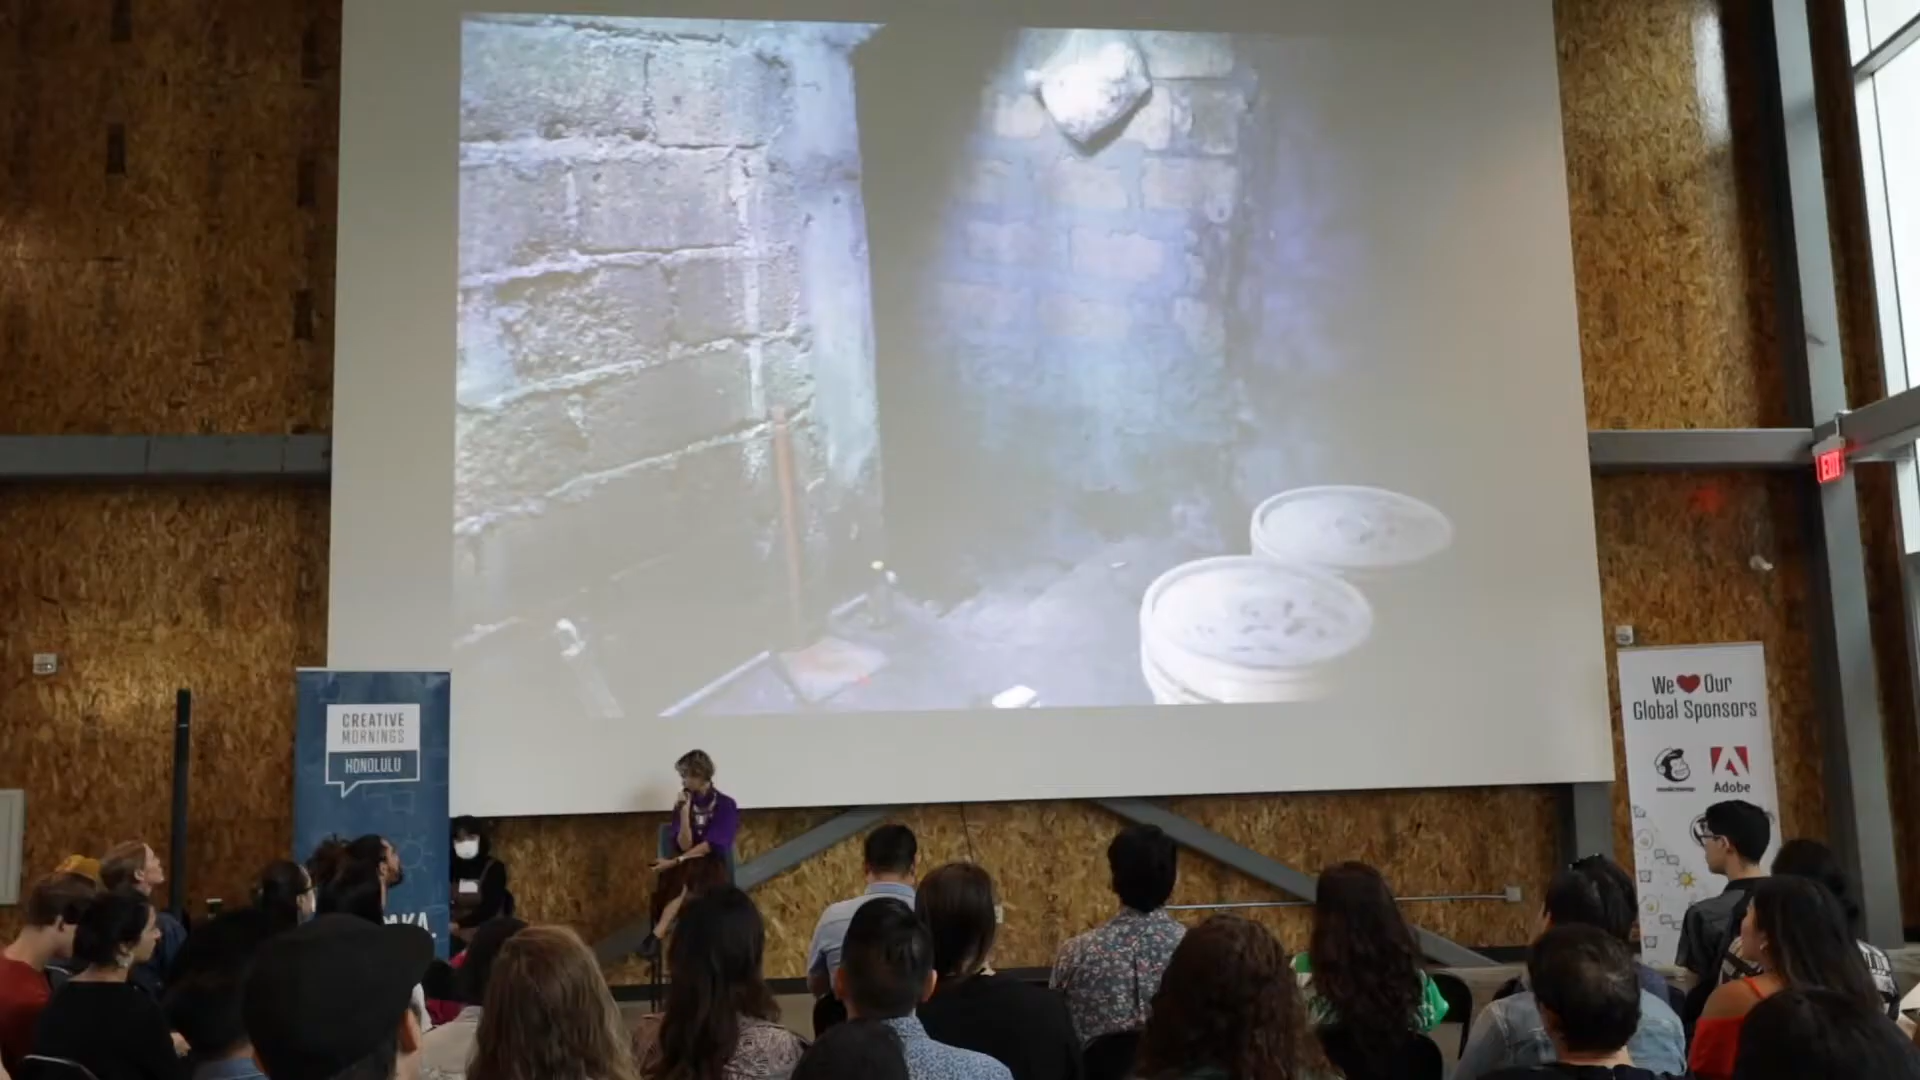 CREATIVE
MORNINGS
HONOLULU
We Our
Global Sponsors
Adobe
EXIT